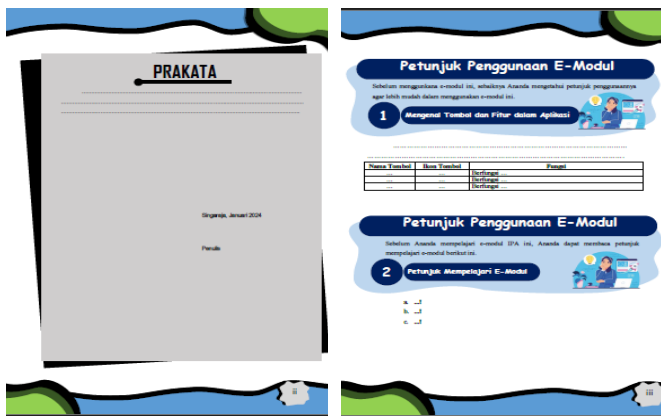 PRAKATA
Singaraja, Januari 2024
Penulis
ii
Petunjuk Penggunaan E-Modul
Sebelum menggunkana e-modul ini, sebaiknya Ananda mengetahui petunjuk penggunaannya
agar lebih mudah dalam menggunakan e-modul ini.
1 Mengenal Tombol dan Fitur dalam Aplikasi
Nama Tombol Ikon Tombol Fungsi
... ... Berfungsi ...
... ... Berfungsi ...
... ... Berfungsi ...
Petunjuk Penggunaan E-Modul
Sebelum Ananda mempelajari e-modul IPA ini, Ananda dapat membaca petunjuk
mempelajari e-modul berikut ini.
2 Petunjuk Mempelajari E-Modul
a. ...!
b. ...!
c. ...!
iii